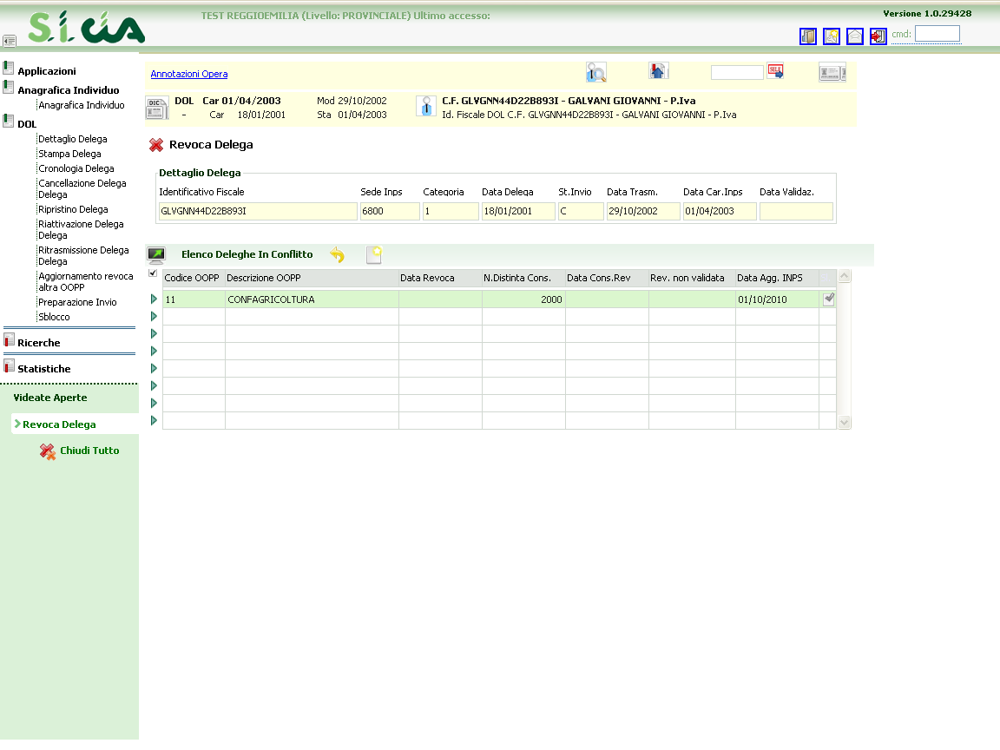 S.I. CIA
TEST REGGIOEMILIA (Livello: PROVINCIALE) Ultimo accesso:
Versione 1.0.29428
cmd:
Applicazioni
Anagrafica Individuo
Anagrafica Individuo
DOL
Dettaglio Delega
Stampa Delega
Cronologia Delega
Cancellazione Delega
Delega
Ripristino Delega
Riattivazione Delega
Delega
Ritrasmissione Delega
Delega
Aggiornamento revoca
altra OOPP
Preparazione Invio
Sblocco
Ricerche
Statistiche
Videate Aperte
Revoca Delega
Chiudi Tutto
Annotazioni Opera
SELE
DIC
DOL Car 01/04/2003 Mod 29/10/2002 C.F. GLVGNN44D22B893I - GALVANI GIOVANNI - P.Iva
- Car 18/01/2001 Sta 01/04/2003 Id. Fiscale DOL C.F. GLVGNN44D22B893I - GALVANI GIOVANNI - P.Iva
Revoca Delega
Dettaglio Delega
Identificativo Fiscale Sede Inps Categoria Data Delega St.Invio Data Trasm. Data Car.Inps Data Validaz.
GLVGNN44D22B893I 6800 1 18/01/2001 C 29/10/2002 01/04/2003
Elenco Deleghe In Conflitto
Codice OOPP Descrizione OOPP Data Revoca N.Distinta Cons. Data Cons.Rev Rev. non validata Data Agg. INPS
11 CONFAGRICOLTURA 2000 01/10/2010